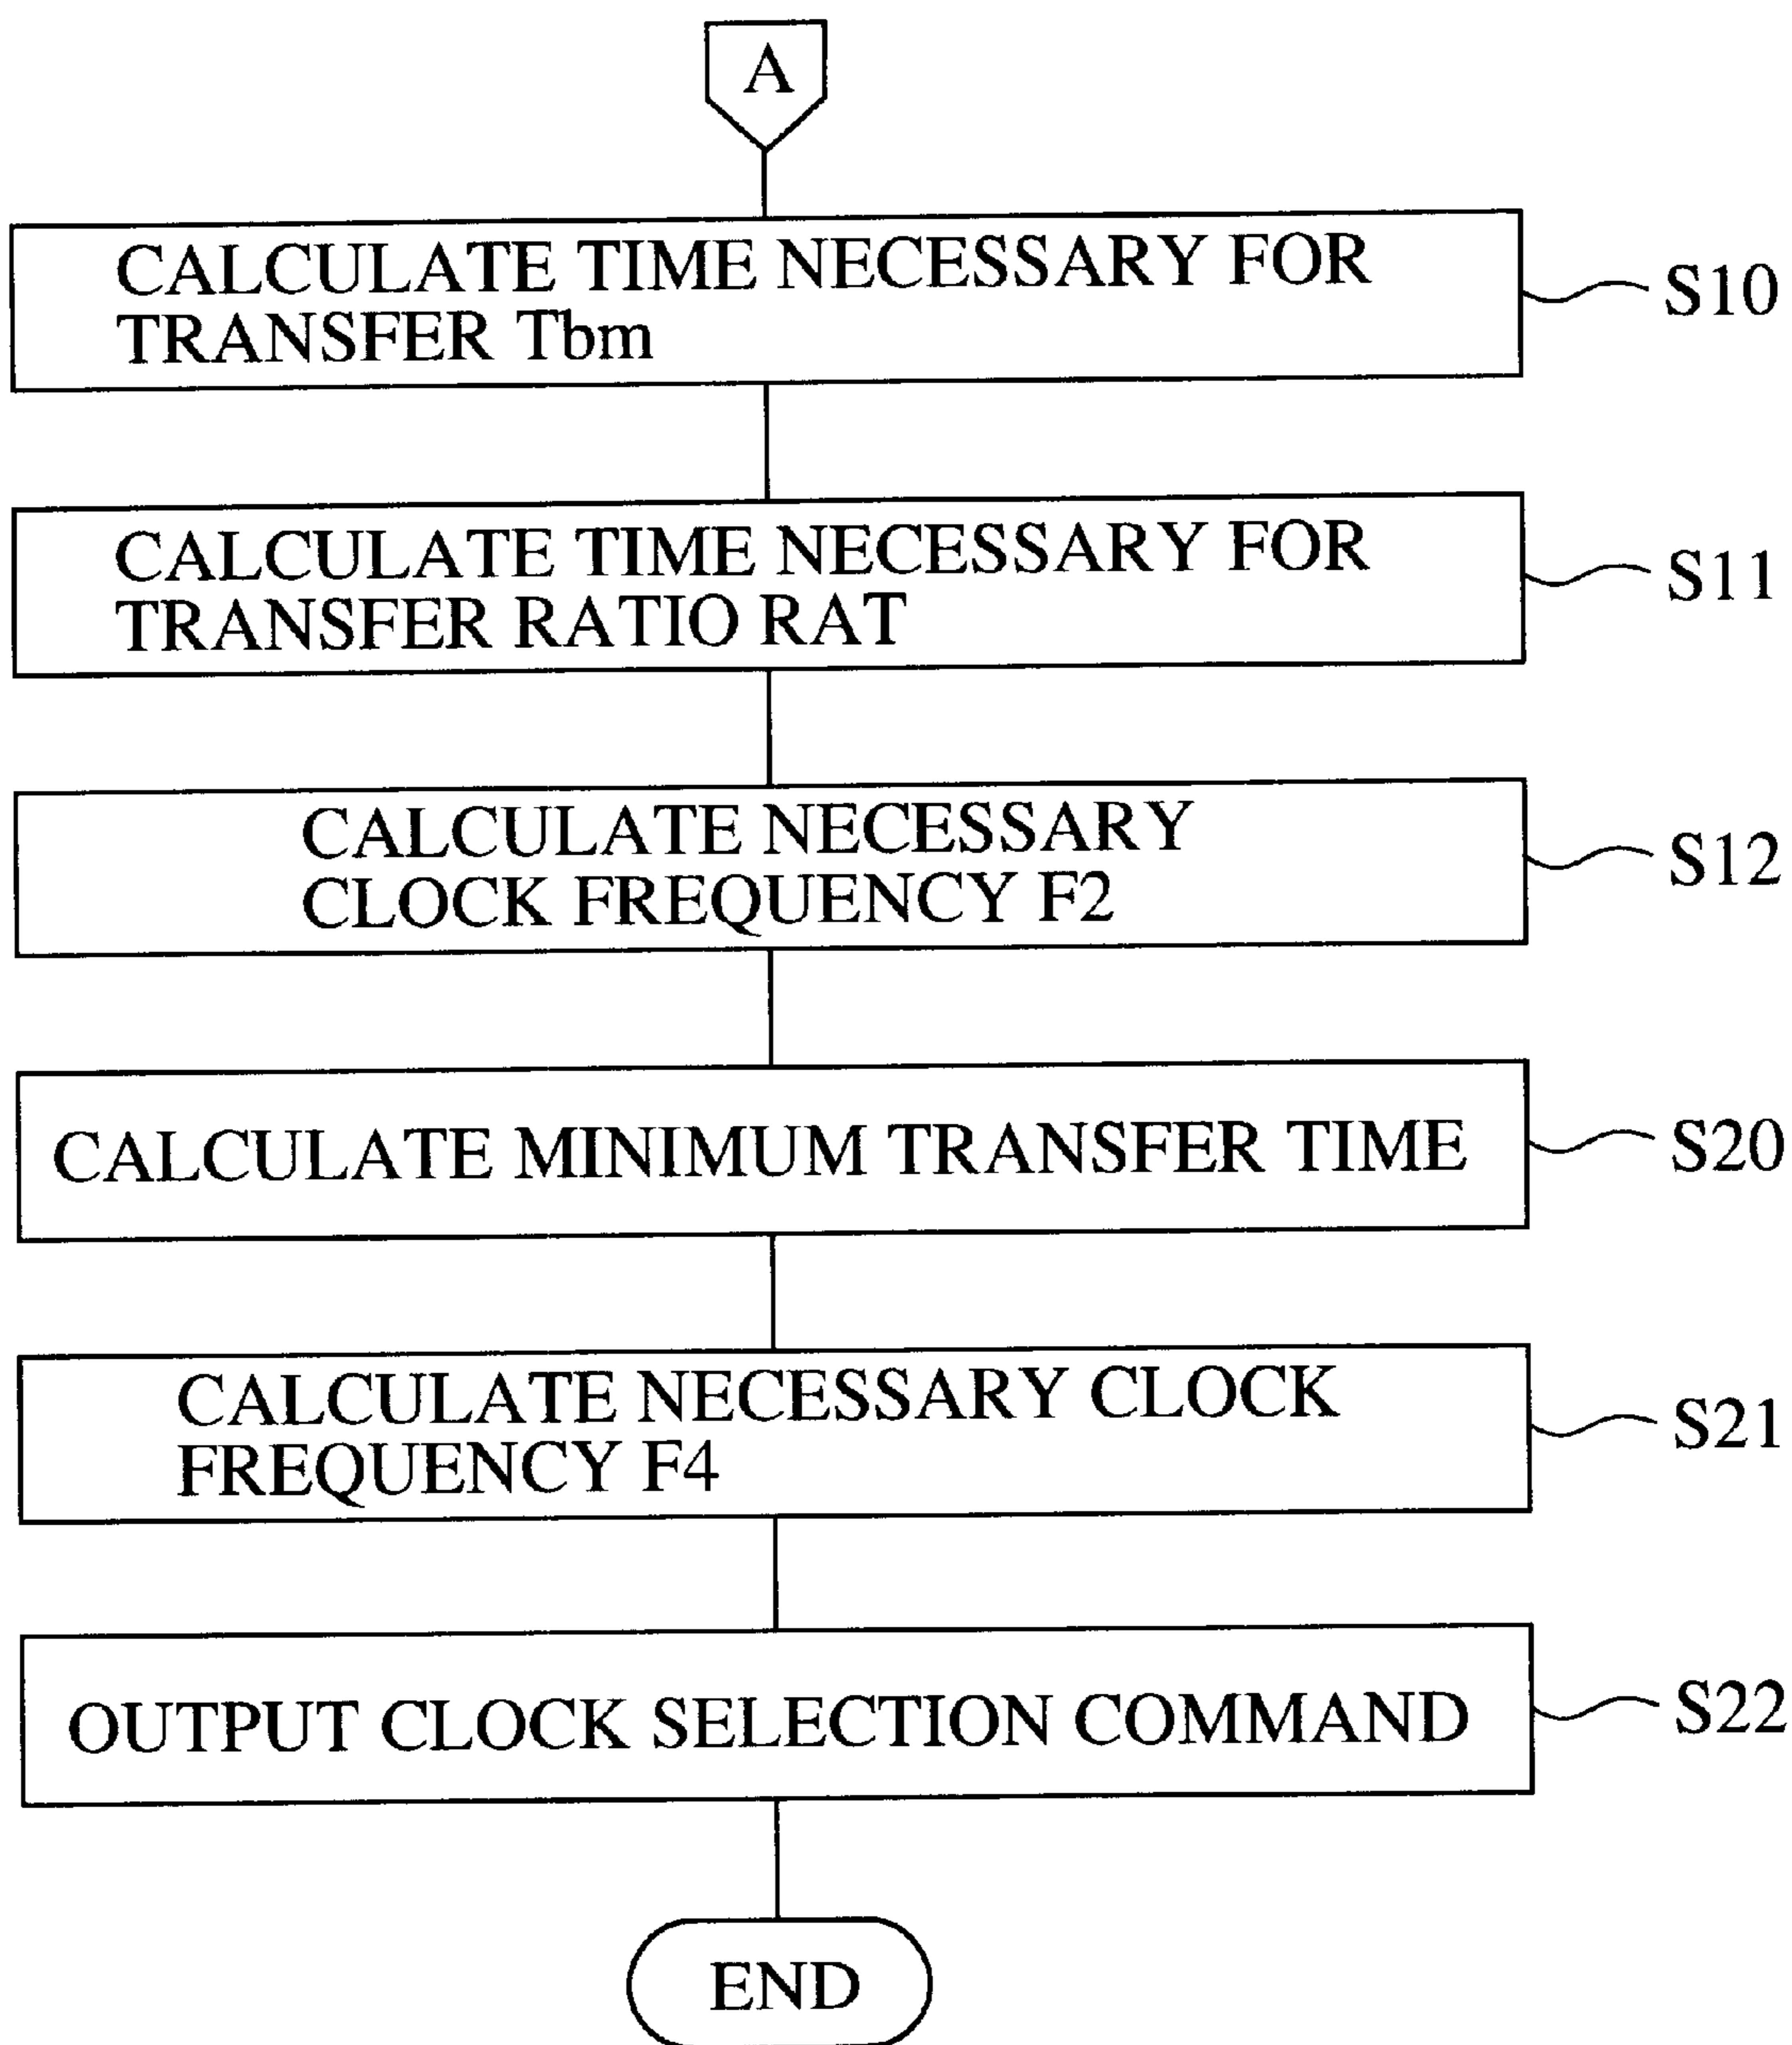 A
CALCULATE TIME NECESSARY FOR
TRANSFER Tbm
S10
CALCULATE TIME NECESSARY FOR
TRANSFER RATIO RAT
S11
CALCULATE NECESSARY
CLOCK FREQUENCY F2
S12
CALCULATE MINIMUM TRANSFER TIME
S20
CALCULATE NECESSARY CLOCK
FREQUENCY F4
S21
OUTPUT CLOCK SELECTION COMMAND
S22
END